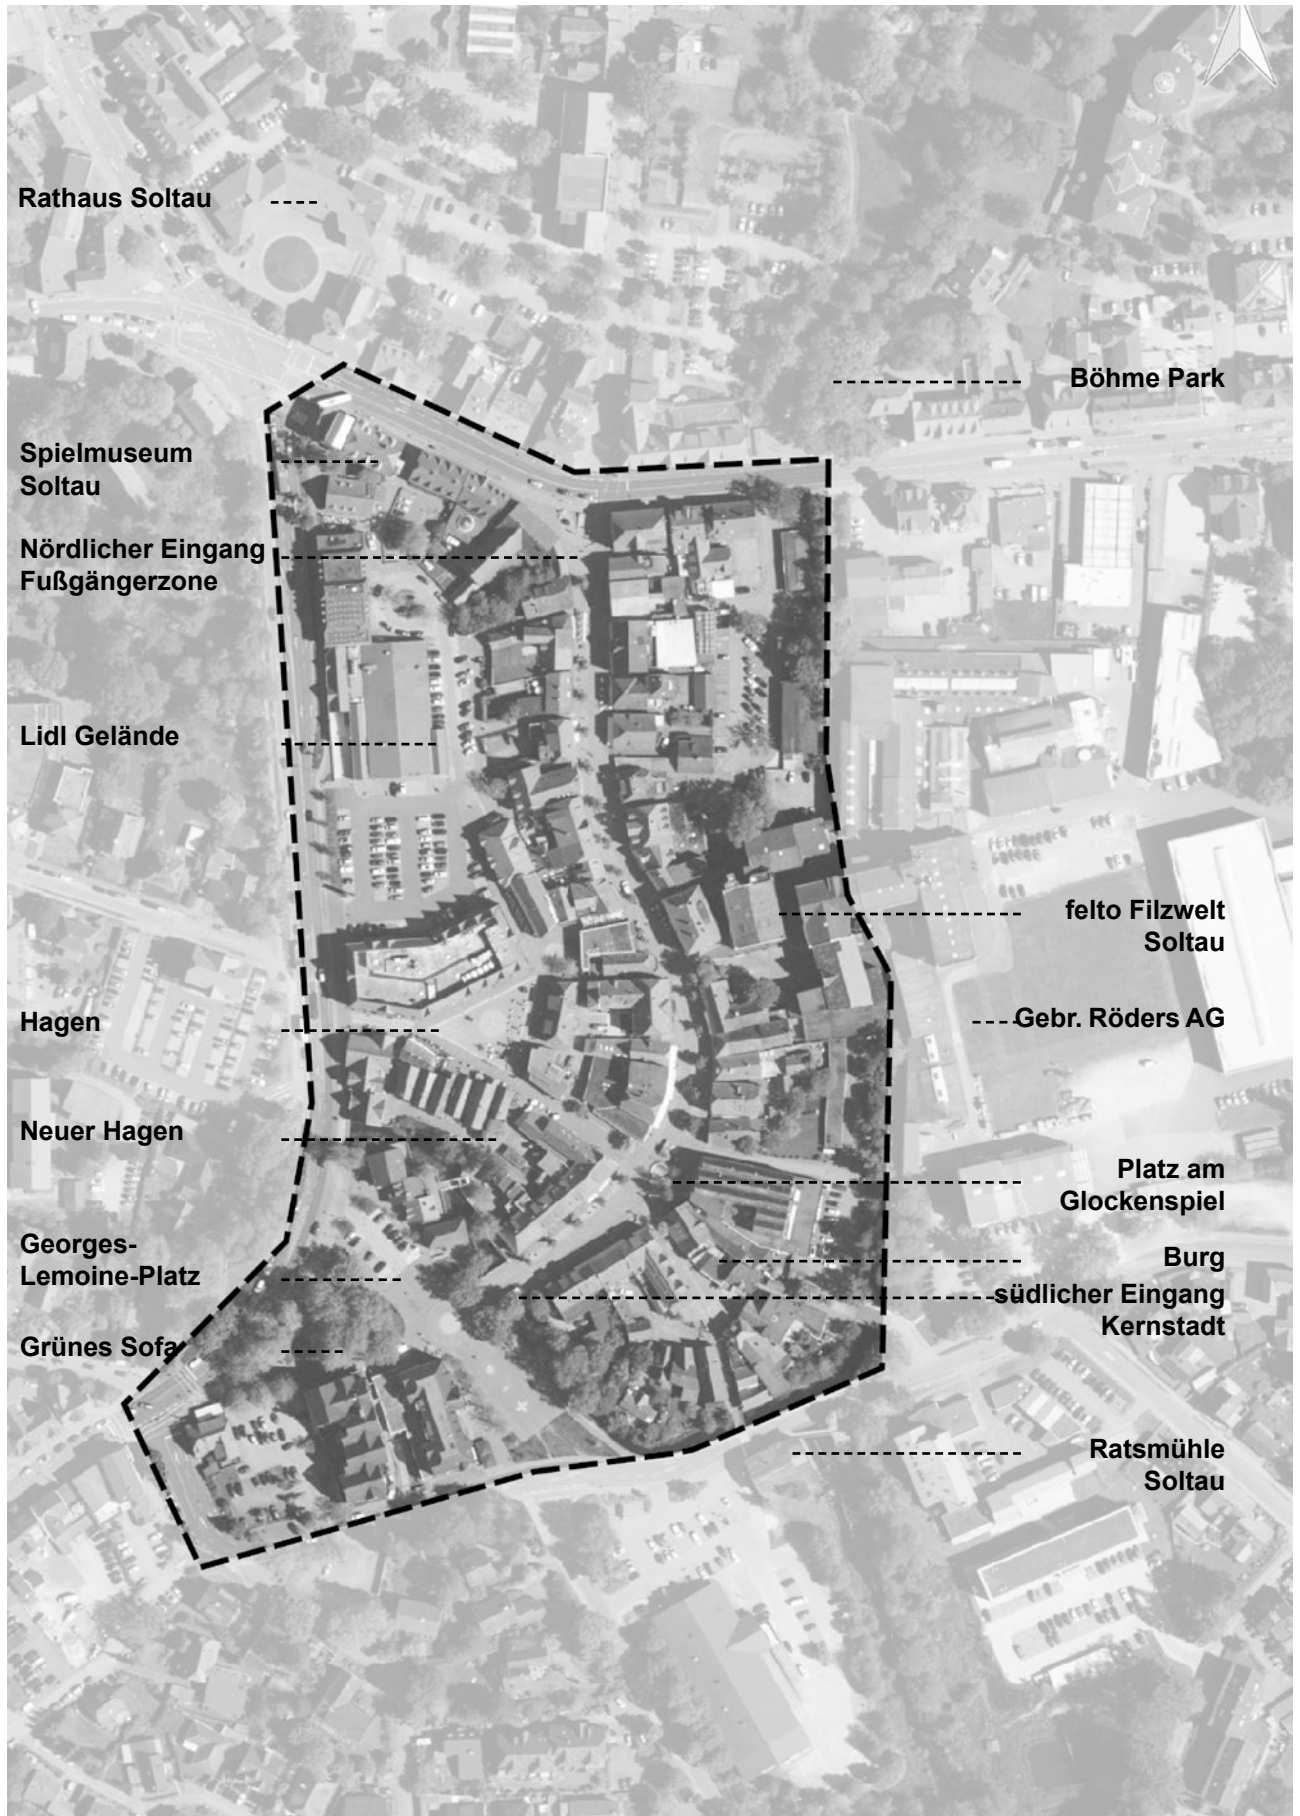 Rathaus Soltau
Böhme Park
Spielmuseum
Soltau
Nördlicher Eingang
Fußgängerzone
Lidl Gelände
felto Filzwelt
Soltau
Hagen
Gebr. Röders AG
Neuer Hagen
Platz am
Glockenspiel
Georges-
Lemoine-Platz
Burg
südlicher Eingang
Kernstadt
Grünes Sofa
Ratsmühle
Soltau